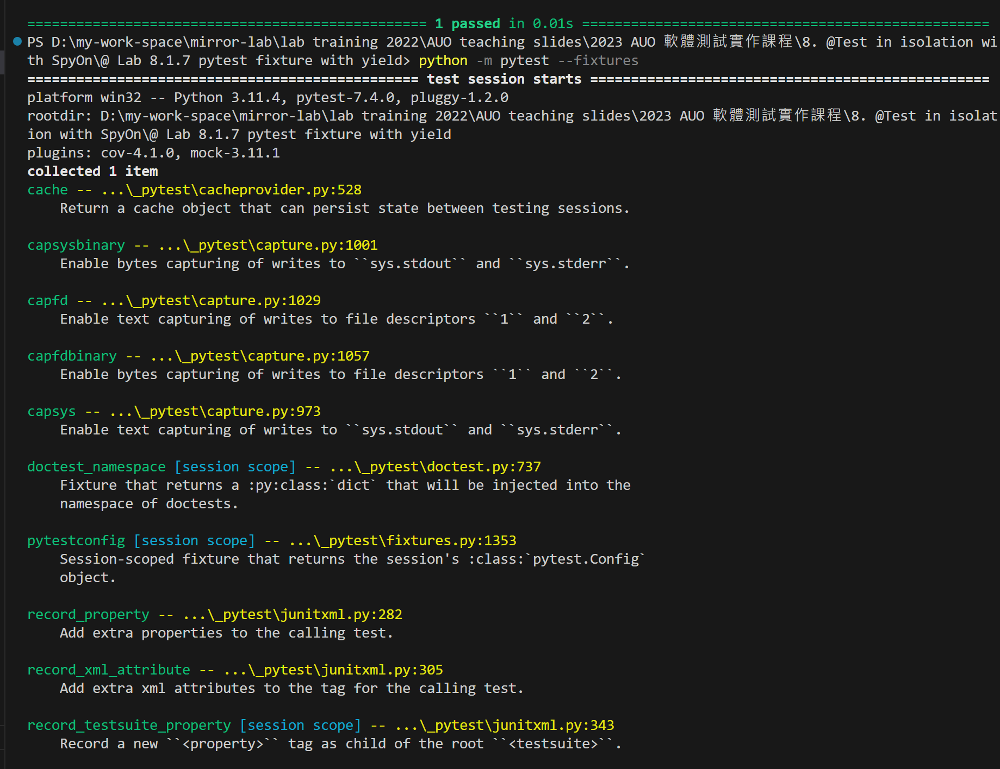 ================================================= 1 passed in 0.01s ==================================================
PS D:\my-work-space\mirror-lab\lab training 2022\AUO teaching slides\2023 AUO 軟體測試實作課程\8. @Test in isolation wi
th SpyOn\@ Lab 8.1.7 pytest fixture with yield> python -m pytest --fixtures
================================================ test session starts =================================================
platform win32 -- Python 3.11.4, pytest-7.4.0, pluggy-1.2.0
rootdir: D:\my-work-space\mirror-lab\lab training 2022\AUO teaching slides\2023 AUO 軟體測試實作課程\8. @Test in isolat
ion with SpyOn\@ Lab 8.1.7 pytest fixture with yield
plugins: cov-4.1.0, mock-3.11.1
collected 1 item
cache -- ...\_pytest\cacheprovider.py:528
    Return a cache object that can persist state between testing sessions.

capsysbinary -- ...\_pytest\capture.py:1001
    Enable bytes capturing of writes to ``sys.stdout`` and ``sys.stderr``.

capfd -- ...\_pytest\capture.py:1029
    Enable text capturing of writes to file descriptors ``1`` and ``2``.

capfdbinary -- ...\_pytest\capture.py:1057
    Enable bytes capturing of writes to file descriptors ``1`` and ``2``.

capsys -- ...\_pytest\capture.py:973
    Enable text capturing of writes to ``sys.stdout`` and ``sys.stderr``.

doctest_namespace [session scope] -- ...\_pytest\doctest.py:737
    Fixture that returns a :py:class:`dict` that will be injected into the
    namespace of doctests.

pytestconfig [session scope] -- ...\_pytest\fixtures.py:1353
    Session-scoped fixture that returns the session's :class:`pytest.Config`
    object.

record_property -- ...\_pytest\junitxml.py:282
    Add extra properties to the calling test.

record_xml_attribute -- ...\_pytest\junitxml.py:305
    Add extra xml attributes to the tag for the calling test.

record_testsuite_property [session scope] -- ...\_pytest\junitxml.py:343
    Record a new ``<property>`` tag as child of the root ``<testsuite>``.